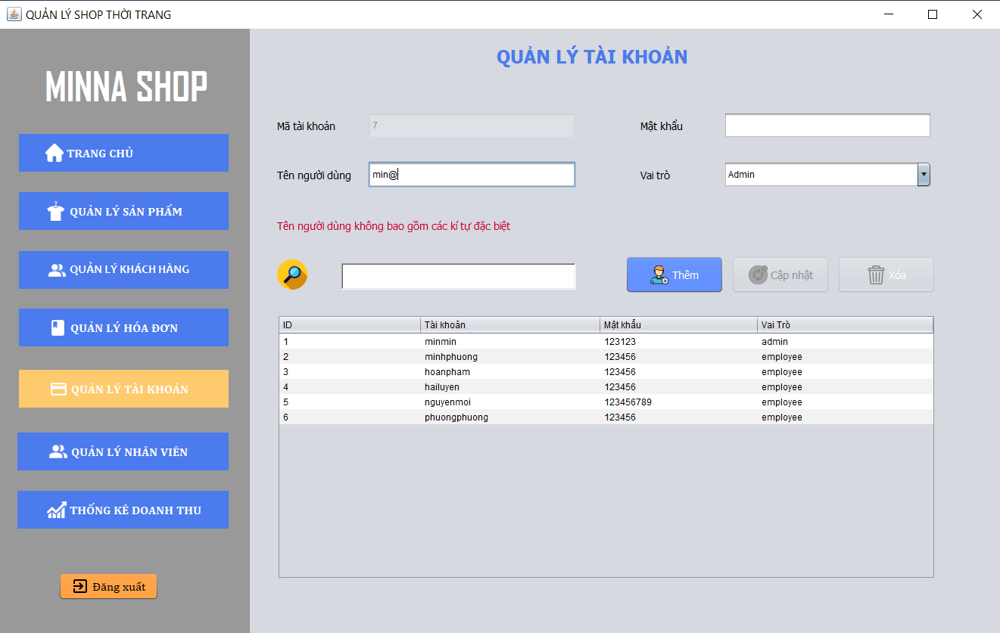 QUẢN LÝ SHOP THỜI TRANG
MINNA SHOP
TRANG CHỦ
QUẢN LÝ SẢN PHẨM
QUẢN LÝ KHÁCH HÀNG
QUẢN LÝ HÓA ĐƠN
QUẢN LÝ TÀI KHOẢN
QUẢN LÝ NHÂN VIÊN
THỐNG KÊ DOANH THU
Đăng xuất
QUẢN LÝ TÀI KHOẢN
Mã tài khoản 7 Mật khẩu
Tên người dùng min@ Vai trò Admin
Tên người dùng không bao gồm các kí tự đặc biệt
Thêm Cập nhật Xóa
ID Tài khoản Mật khẩu Vai Trò
1 minmin 123123 admin
2 minhphuong 123456 employee
3 hoanpham 123456 employee
4 hailuyen 123456 employee
5 nguyenmoi 123456789 employee
6 phuongphuong 123456 employee